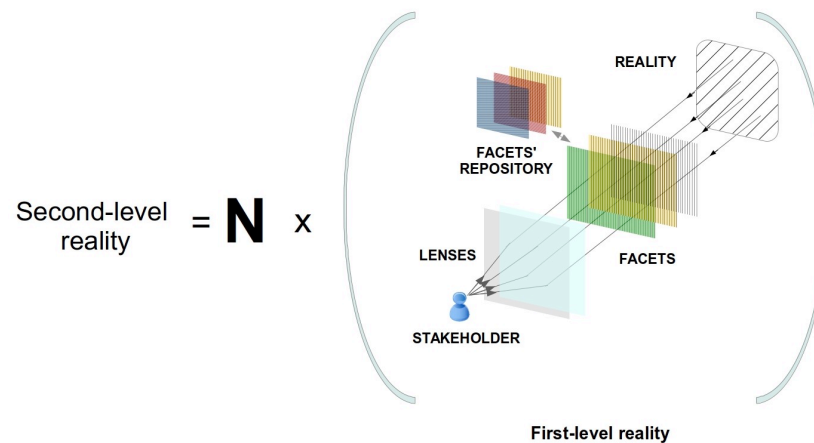 REALITY
FACETS'
REPOSITORY
Second-level
reality
= N x
LENSES
FACETS
STAKEHOLDER
First-level reality